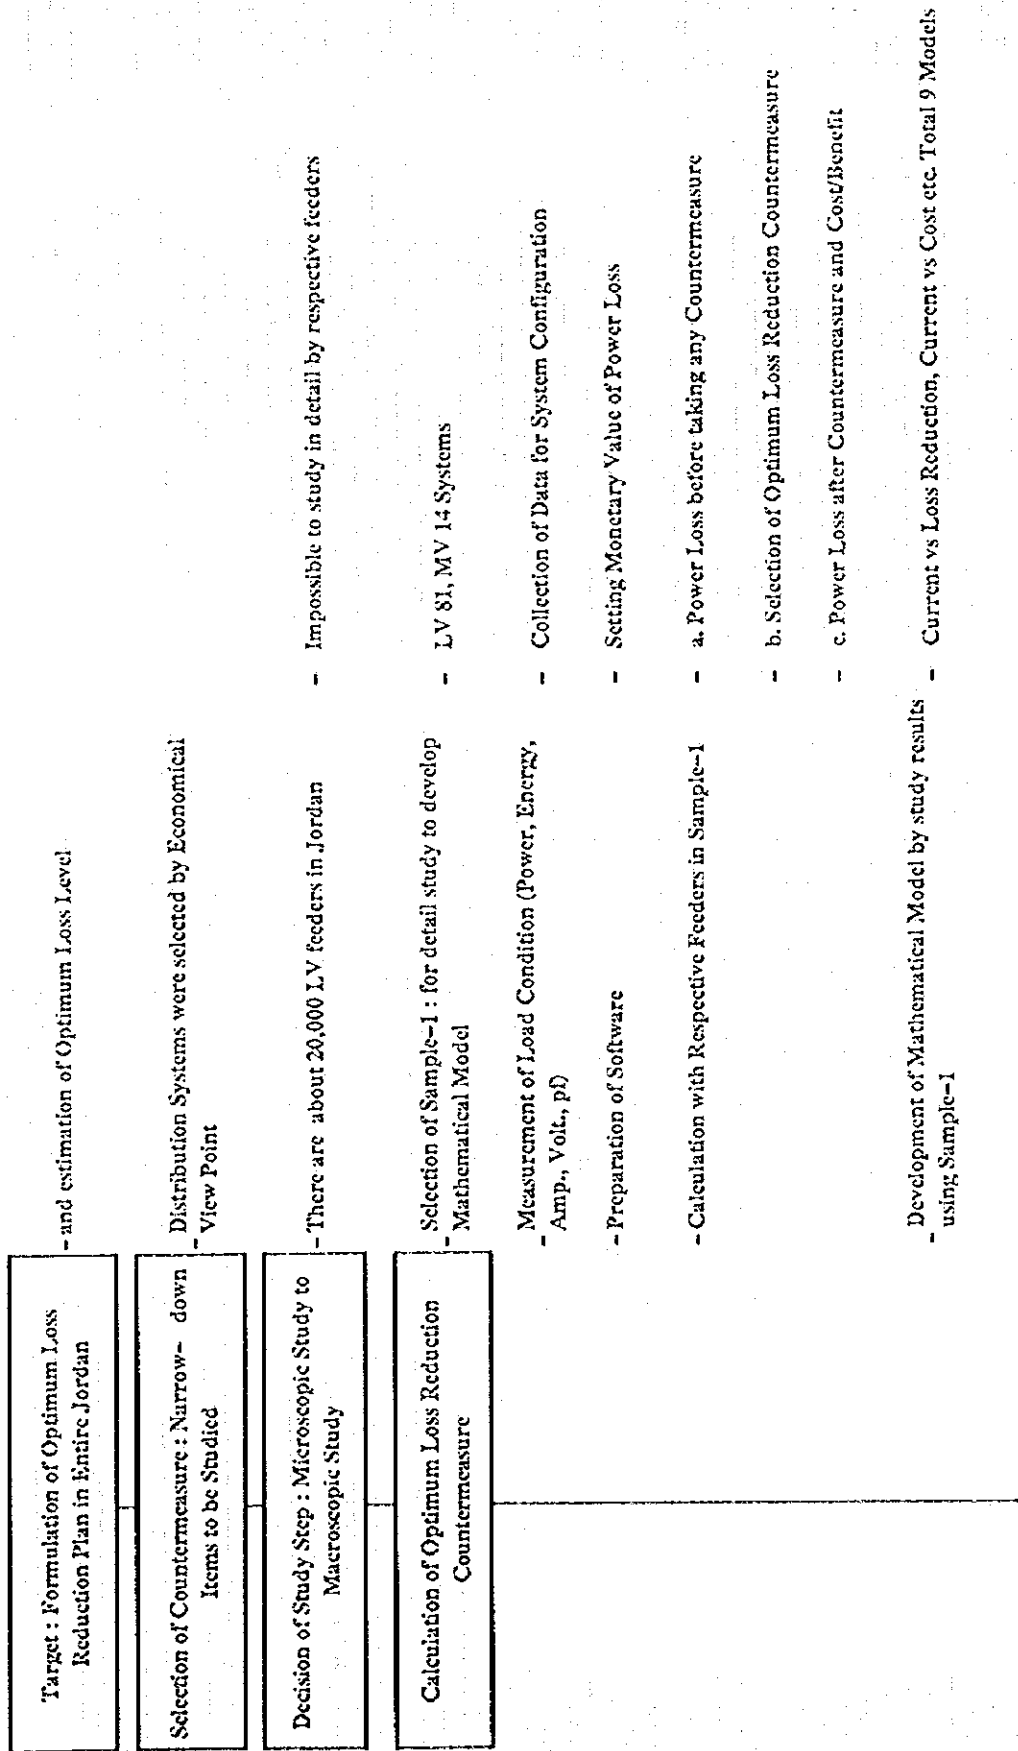 Target : Formulation of Optimum Loss
Reduction Plan in Entire Jordan
- and estimation of Optimum Loss Level
Selection of Countermeasure : Narrow- down
Items to be Studied
- Distribution Systems were selected by Economical
View Point
Decision of Study Step : Microscopic Study to
Macroscopic Study
- There are about 20,000 LV feeders in Jordan
- Impossible to study in detail by respective feeders
Calculation of Optimum Loss Reduction
Countermeasure
- Selection of Sample-1 : for detail study to develop
Mathematical Model
- LV 81, MV 14 Systems
- Measurement of Load Condition (Power, Energy,
Amp., Volt., pf)
- Collection of Data for System Configuration
- Preparation of Software
- Setting Monetary Value of Power Loss
- Calculation with Respective Feeders in Sample-1
- a. Power Loss before taking any Countermeasure
- b. Selection of Optimum Loss Reduction Countermeasure
- c. Power Loss after Countermeasure and Cost/Benefit
- Development of Mathematical Model by study results
using Sample-1
- Current vs Loss Reduction, Current vs Cost etc. Total 9 Models